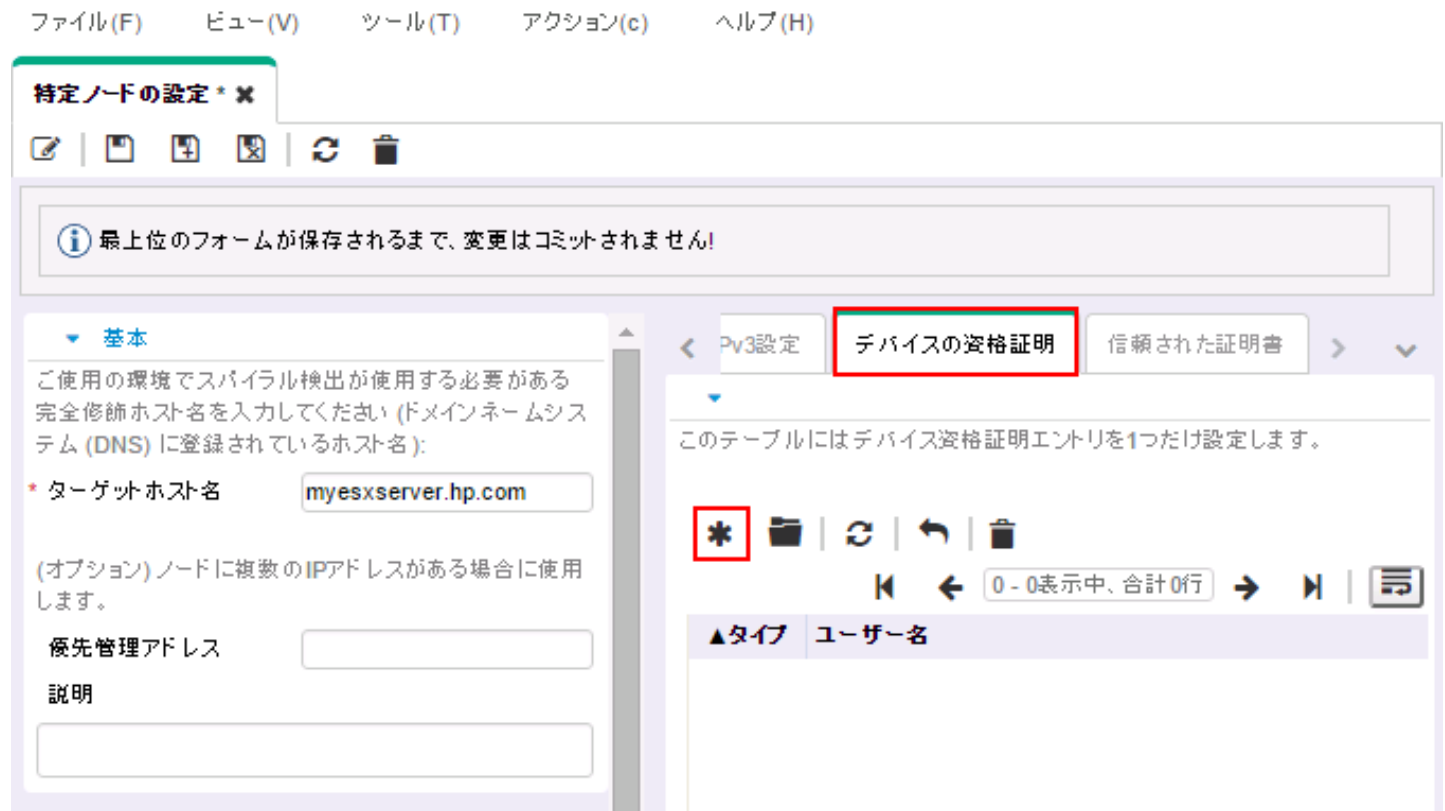 ファイル(F) ビュー(V) ツール(T) アクション(c) ヘルプ(H)
特定ノードの設定 *
最上位のフォームが保存されるまで、変更はコミットされません!
基本
ご使用の環境でスパイラル検出が使用する必要がある
完全修飾ホスト名を入力してください (ドメインネームシス
テム (DNS) に登録されているホスト名):
* ターゲットホスト名 myesxserver.hp.com
(オプション) ノードに複数のIPアドレスがある場合に使用
します。
優先管理アドレス
説明
Pv3設定 デバイスの資格証明 信頼された証明書
このテーブルにはデバイス資格証明エントリを1つだけ設定します。
0 - 0表示中、合計0行
▲タイプ ユーザー名